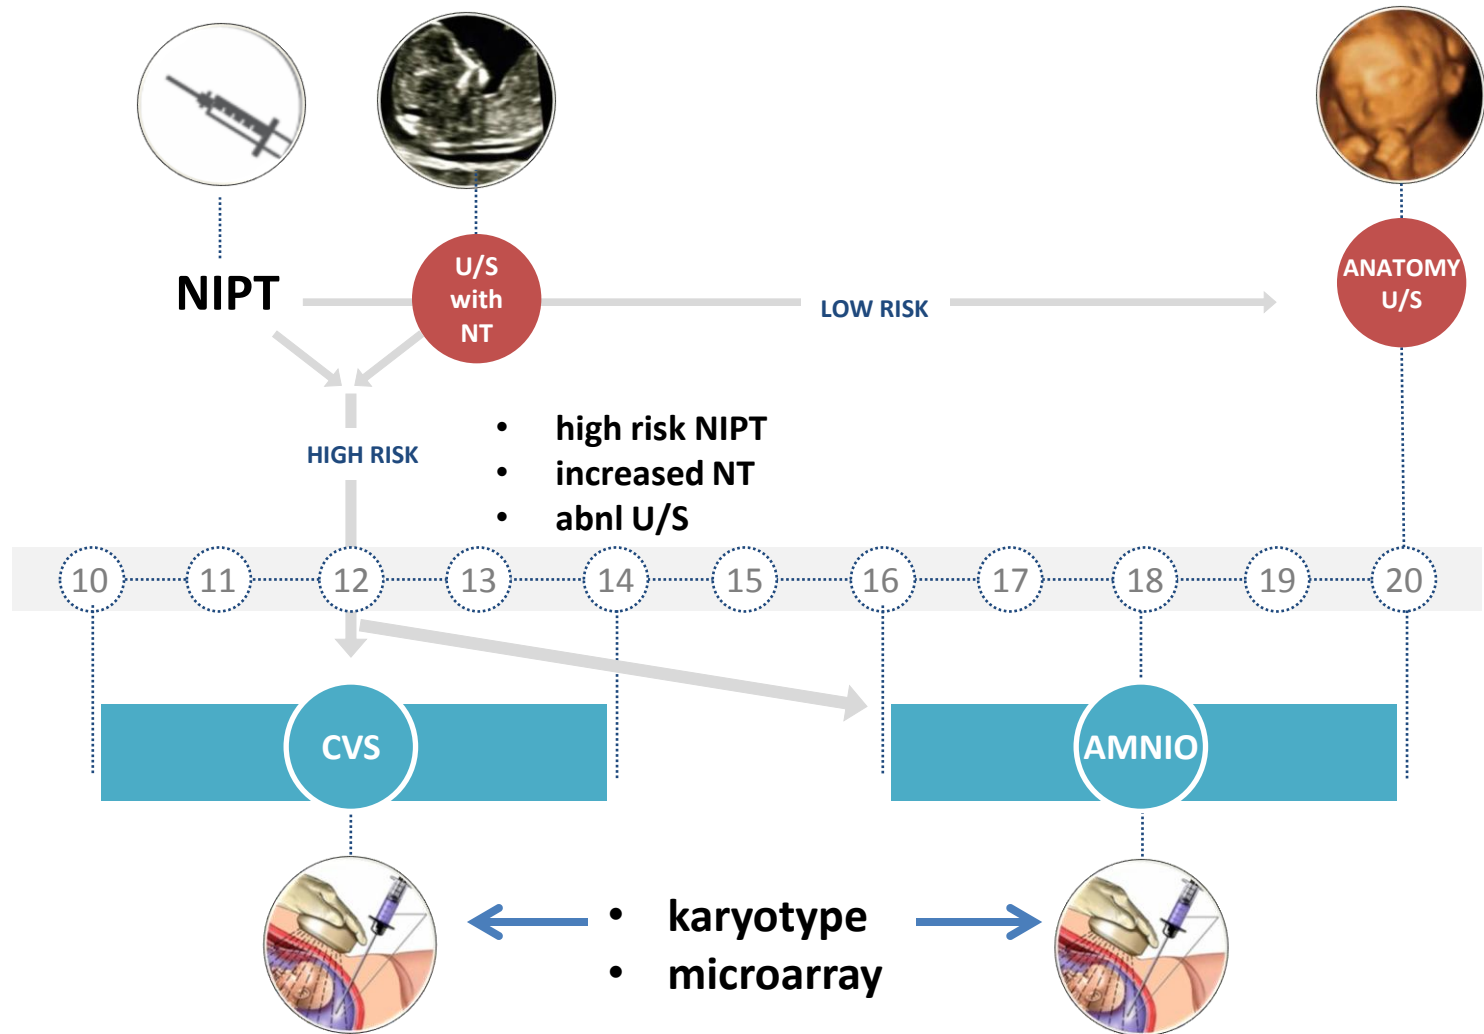 NIPT
U/S
with
NT
LOW RISK
ANATOMY
U/S
HIGH RISK
• high risk NIPT
• increased NT
• abnl U/S
10 11 12 13 14 15 16 17 18 19 20
CVS
AMNIO
• karyotype
• microarray